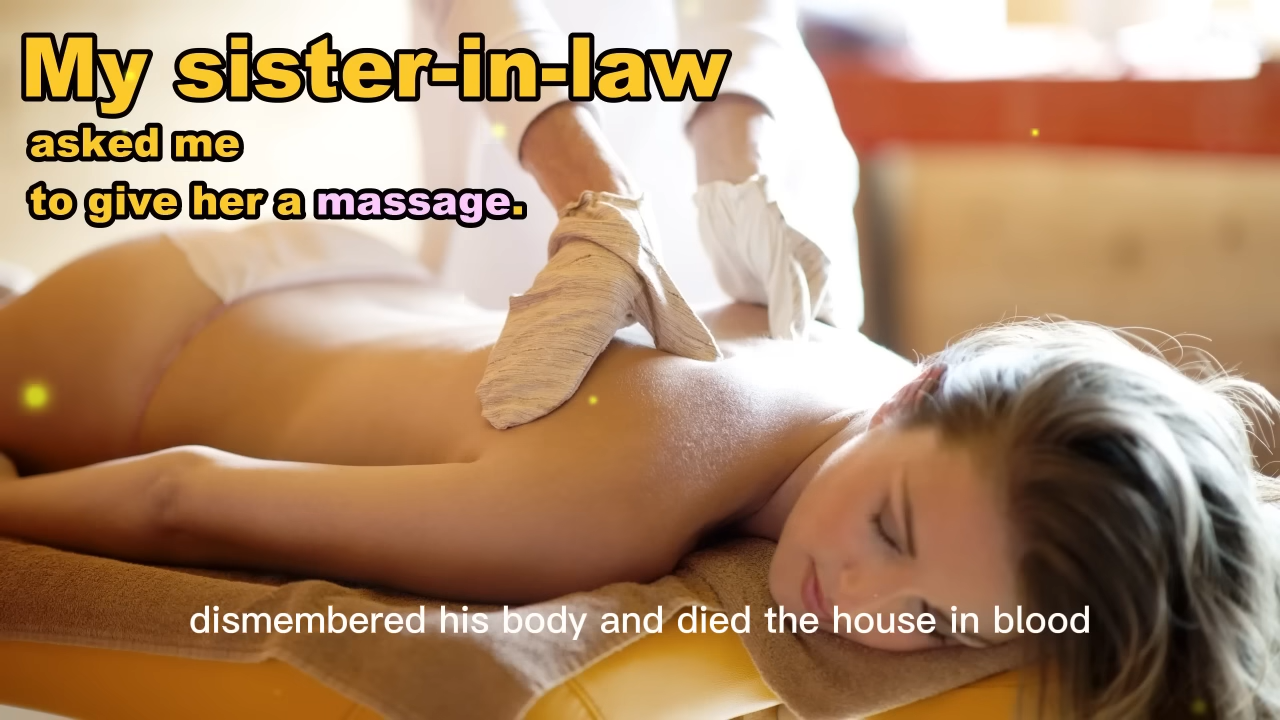 My sister-in-law
asked me
to give her a massage.
dismembered his body and died the house in blood